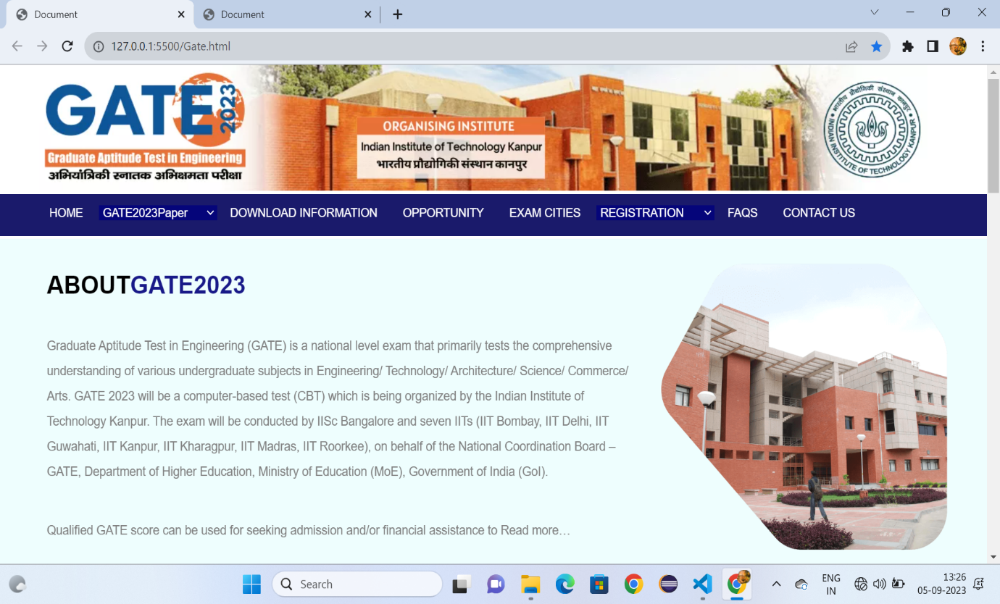 Document
Document
127.0.0.1:5500/Gate.html
GATE 2023
Graduate Aptitude Test in Engineering
अभियांत्रिकी स्नातक अभिक्षमता परीक्षा
ORGANISING INSTITUTE
Indian Institute of Technology Kanpur
भारतीय प्रौद्योगिकी संस्थान कानपुर
भारतीय प्रौद्योगिकी संस्थान कानपुर
INDIAN INSTITUTE OF TECHNOLOGY KANPUR
HOME GATE2023Paper DOWNLOAD INFORMATION OPPORTUNITY EXAM CITIES REGISTRATION FAQS CONTACT US
ABOUTGATE2023
Graduate Aptitude Test in Engineering (GATE) is a national level exam that primarily tests the comprehensive
understanding of various undergraduate subjects in Engineering/ Technology/ Architecture/ Science/ Commerce/
Arts. GATE 2023 will be a computer-based test (CBT) which is being organized by the Indian Institute of
Technology Kanpur. The exam will be conducted by IISc Bangalore and seven IITs (IIT Bombay, IIT Delhi, IIT
Guwahati, IIT Kanpur, IIT Kharagpur, IIT Madras, IIT Roorkee), on behalf of the National Coordination Board –
GATE, Department of Higher Education, Ministry of Education (MoE), Government of India (GoI).
Qualified GATE score can be used for seeking admission and/or financial assistance to Read more…
Search
ENG
IN
13:26
05-09-2023